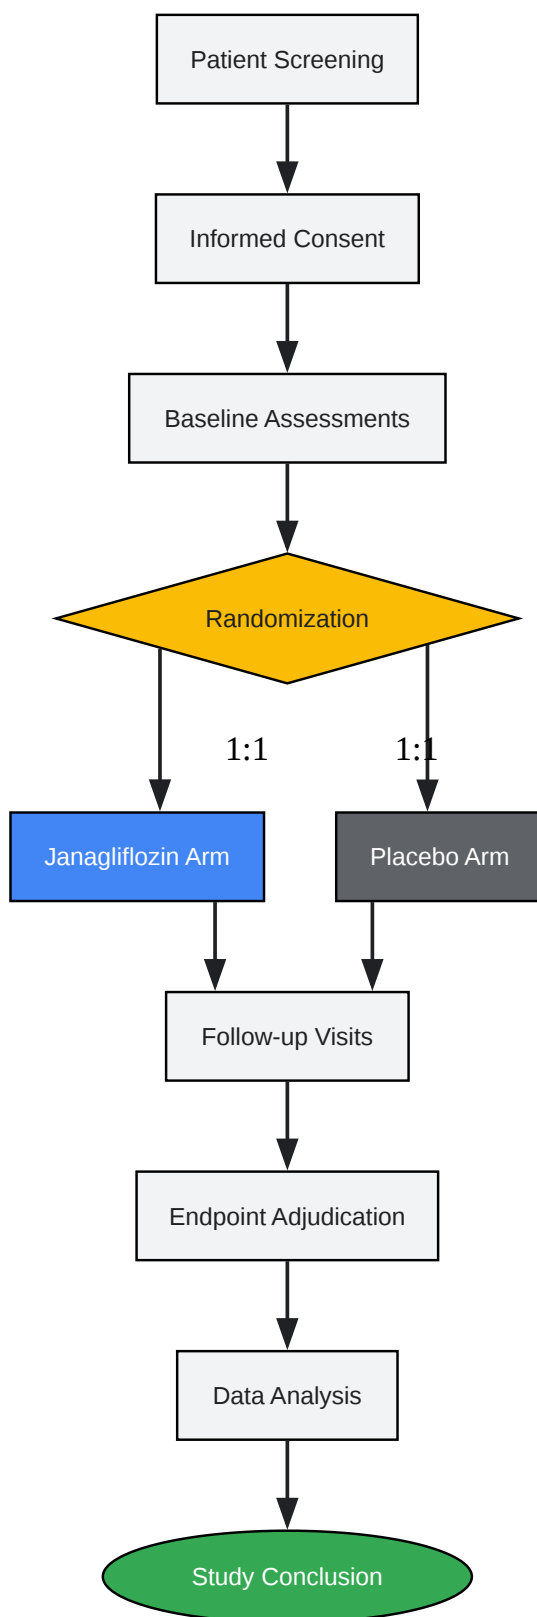 Patient Screening
Informed Consent
Baseline Assessments
Randomization
1:1
1:1
Janagliflozin Arm
Placebo Arm
Follow-up Visits
Endpoint Adjudication
Data Analysis
Study Conclusion